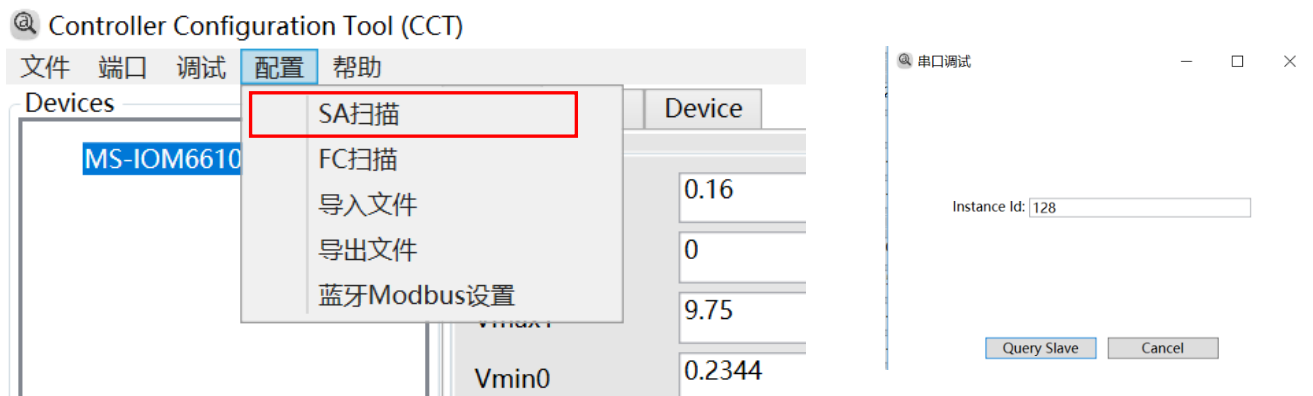 Controller Configuration Tool (CCT)
文件 端口 调试 配置 帮助
Devices
MS-IOM6610
SA扫描
FC扫描
导入文件
导出文件
蓝牙Modbus设置
Device
0.16
0
9.75
Vmin0
0.2344
串口调试
Instance Id: 128
Query Slave Cancel